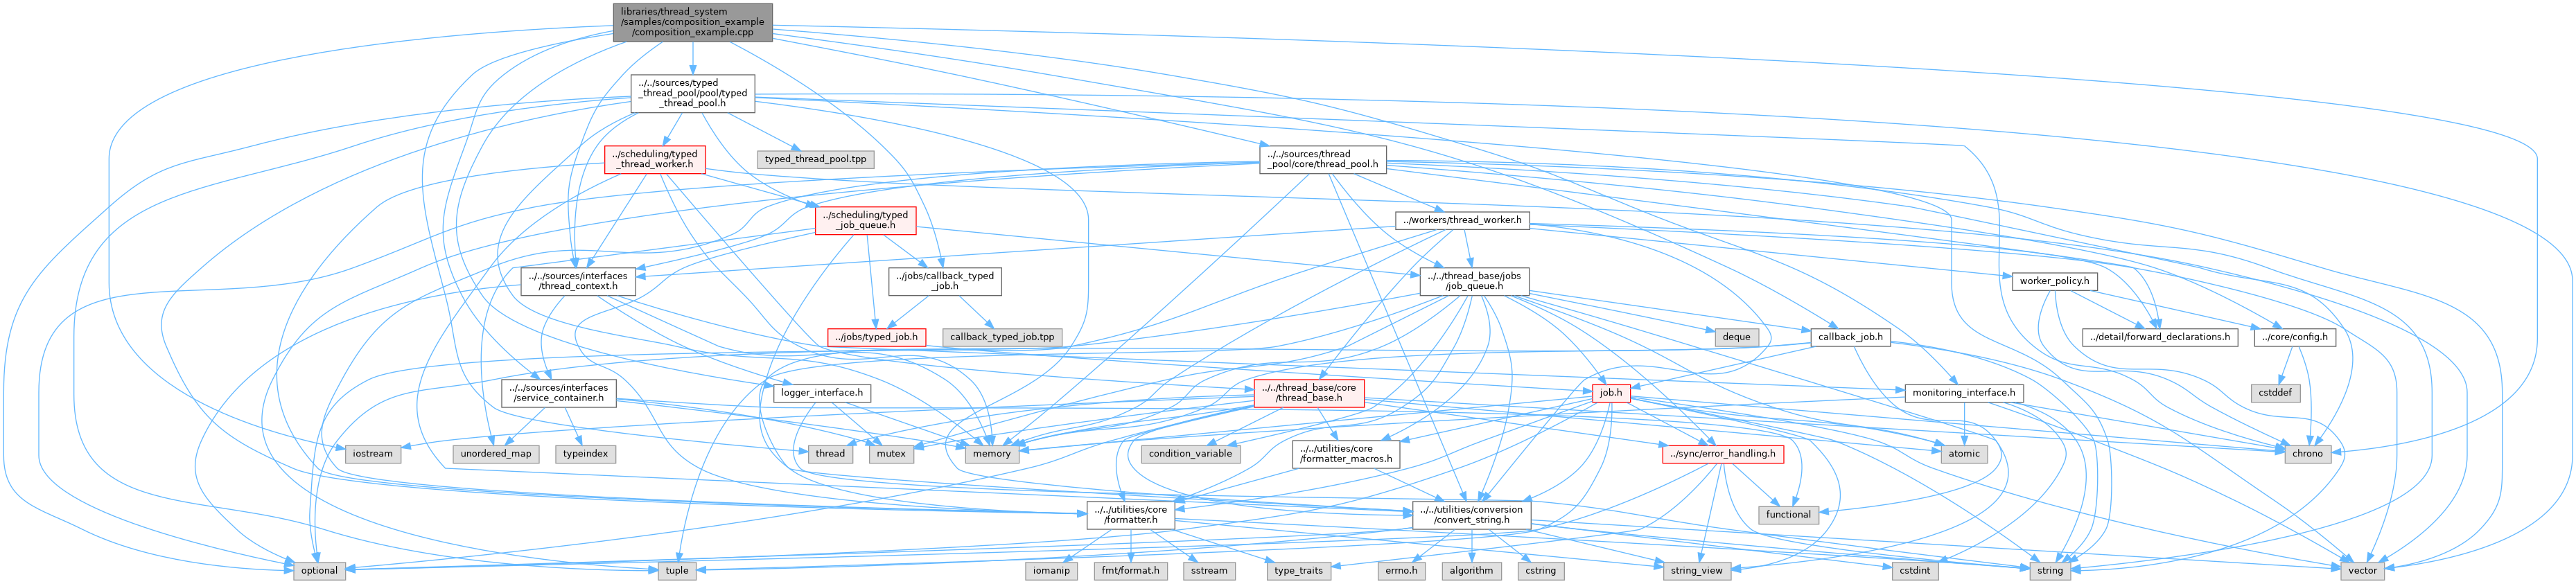 libraries/thread_system
/samples/composition_example
/composition_example.cpp
../../sources/typed
_thread_pool/pool/typed
_thread_pool.h
../scheduling/typed
_thread_worker.h
typed_thread_pool.tpp
../../sources/thread
_pool/core/thread_pool.h
../scheduling/typed
_job_queue.h
../workers/thread_worker.h
../../sources/interfaces
/thread_context.h
../jobs/callback_typed
_job.h
../../thread_base/jobs
/job_queue.h
worker_policy.h
../jobs/typed_job.h
callback_typed_job.tpp
deque
callback_job.h
../detail/forward_declarations.h
../core/config.h
../../sources/interfaces
/service_container.h
logger_interface.h
../../thread_base/core
/thread_base.h
job.h
monitoring_interface.h
cstddef
iostream
unordered_map
typeindex
thread
mutex
memory
condition_variable
../../utilities/core
/formatter_macros.h
../sync/error_handling.h
atomic
chrono
../../utilities/core
/formatter.h
../../utilities/conversion
/convert_string.h
functional
optional
tuple
iomanip
fmt/format.h
sstream
type_traits
errno.h
algorithm
cstring
string_view
cstdint
string
vector